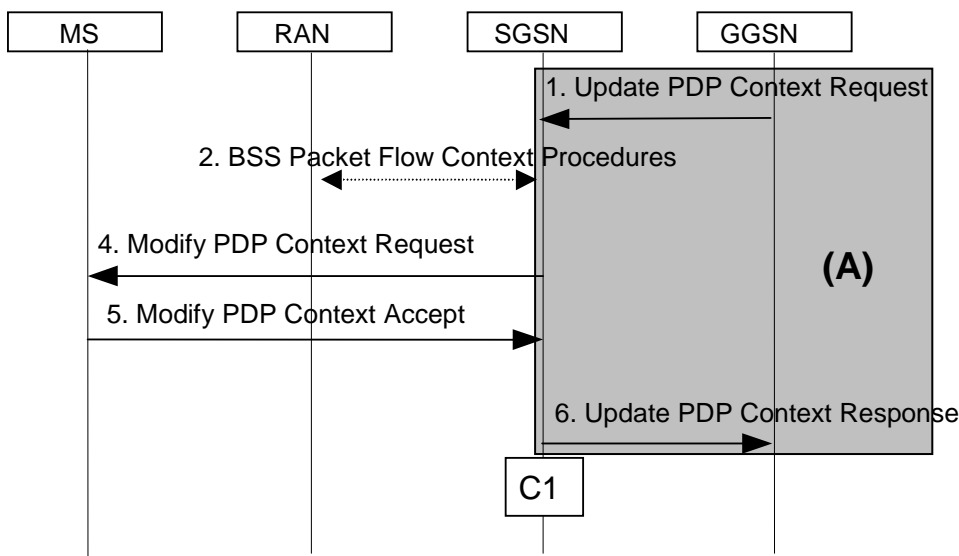 MS
RAN
SGSN
GGSN
1. Update PDP Context Request
2. BSS Packet Flow Context Procedures
4. Modify PDP Context Request
(A)
5. Modify PDP Context Accept
6. Update PDP Context Response
C1